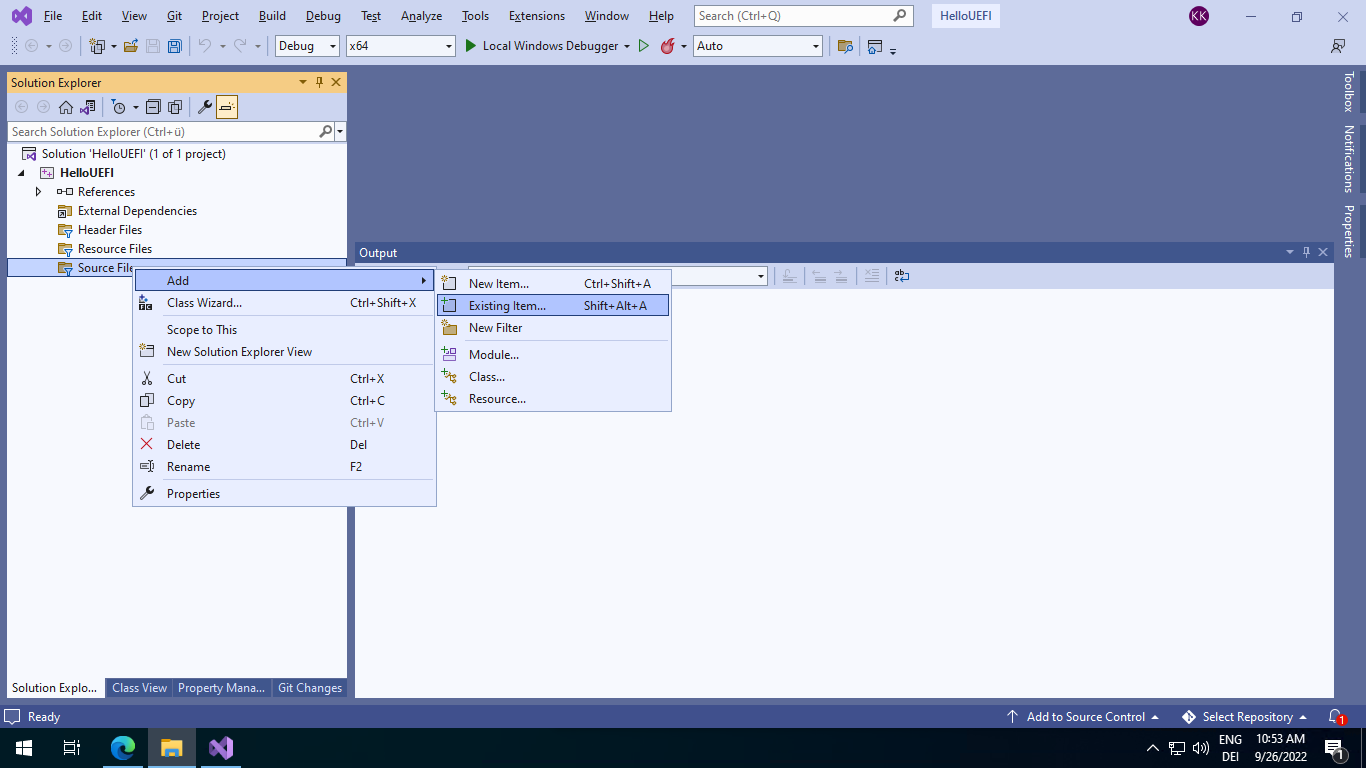 File Edit View Git Project Build Debug Test Analyze Tools Extensions Window Help Search (Ctrl+Q) HelloUEFI KK
Debug x64 Local Windows Debugger Auto
Solution Explorer
Search Solution Explorer (Ctrl+ü)
Solution 'HelloUEFI' (1 of 1 project)
HelloUEFI
References
External Dependencies
Header Files
Resource Files
Source File
Add
Class Wizard... Ctrl+Shift+X
Scope to This
New Solution Explorer View
Cut Ctrl+X
Copy Ctrl+C
Paste Ctrl+V
Delete Del
Rename F2
Properties
New Item... Ctrl+Shift+A
Existing Item... Shift+Alt+A
New Filter
Module...
Class...
Resource...
Output
ab
Toolbox
Notifications
Properties
Solution Explo... Class View Property Mana... Git Changes
Ready Add to Source Control Select Repository 1
ENG 10:53 AM
DEI 9/26/2022 1